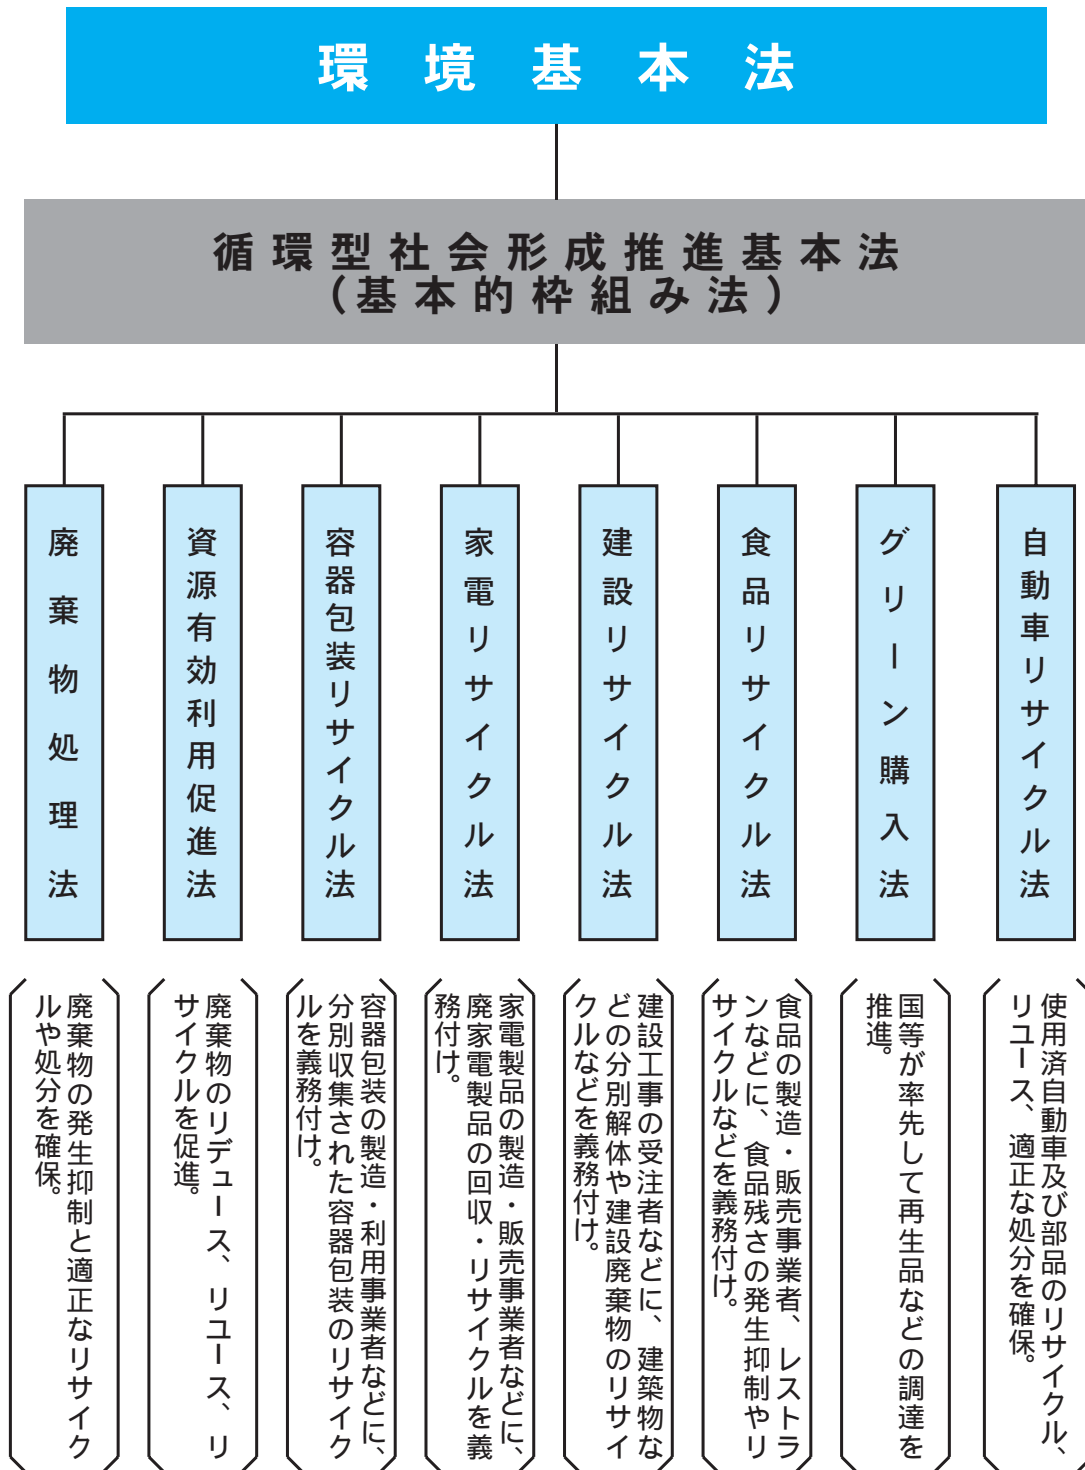 環境基本法
循環型社会形成推進基本法
（基本的枠組み法）
廃棄物処理法
資源有効利用促進法
容器包装リサイクル法
家電リサイクル法
建設リサイクル法
食品リサイクル法
グリーン購入法
自動車リサイクル法
廃棄物の発生抑制と適正なリサイク
ルや処分を確保。
廃棄物のリデュース、リユース、リ
サイクルを促進。
容器包装の製造・利用事業者などに、
分別収集された容器包装のリサイク
ルを義務付け。
家電製品の製造・販売事業者などに、
廃家電製品の回収・リサイクルを義
務付け。
建設工事の受注者などに、建築物な
どの分別解体や建設廃棄物のリサイ
クルなどを義務付け。
食品の製造・販売事業者、レストラ
ンなどに、食品残さの発生抑制やリ
サイクルなどを義務付け。
国等が率先して再生品などの調達を
推進。
使用済自動車及び部品のリサイクル、
リユース、適正な処分を確保。